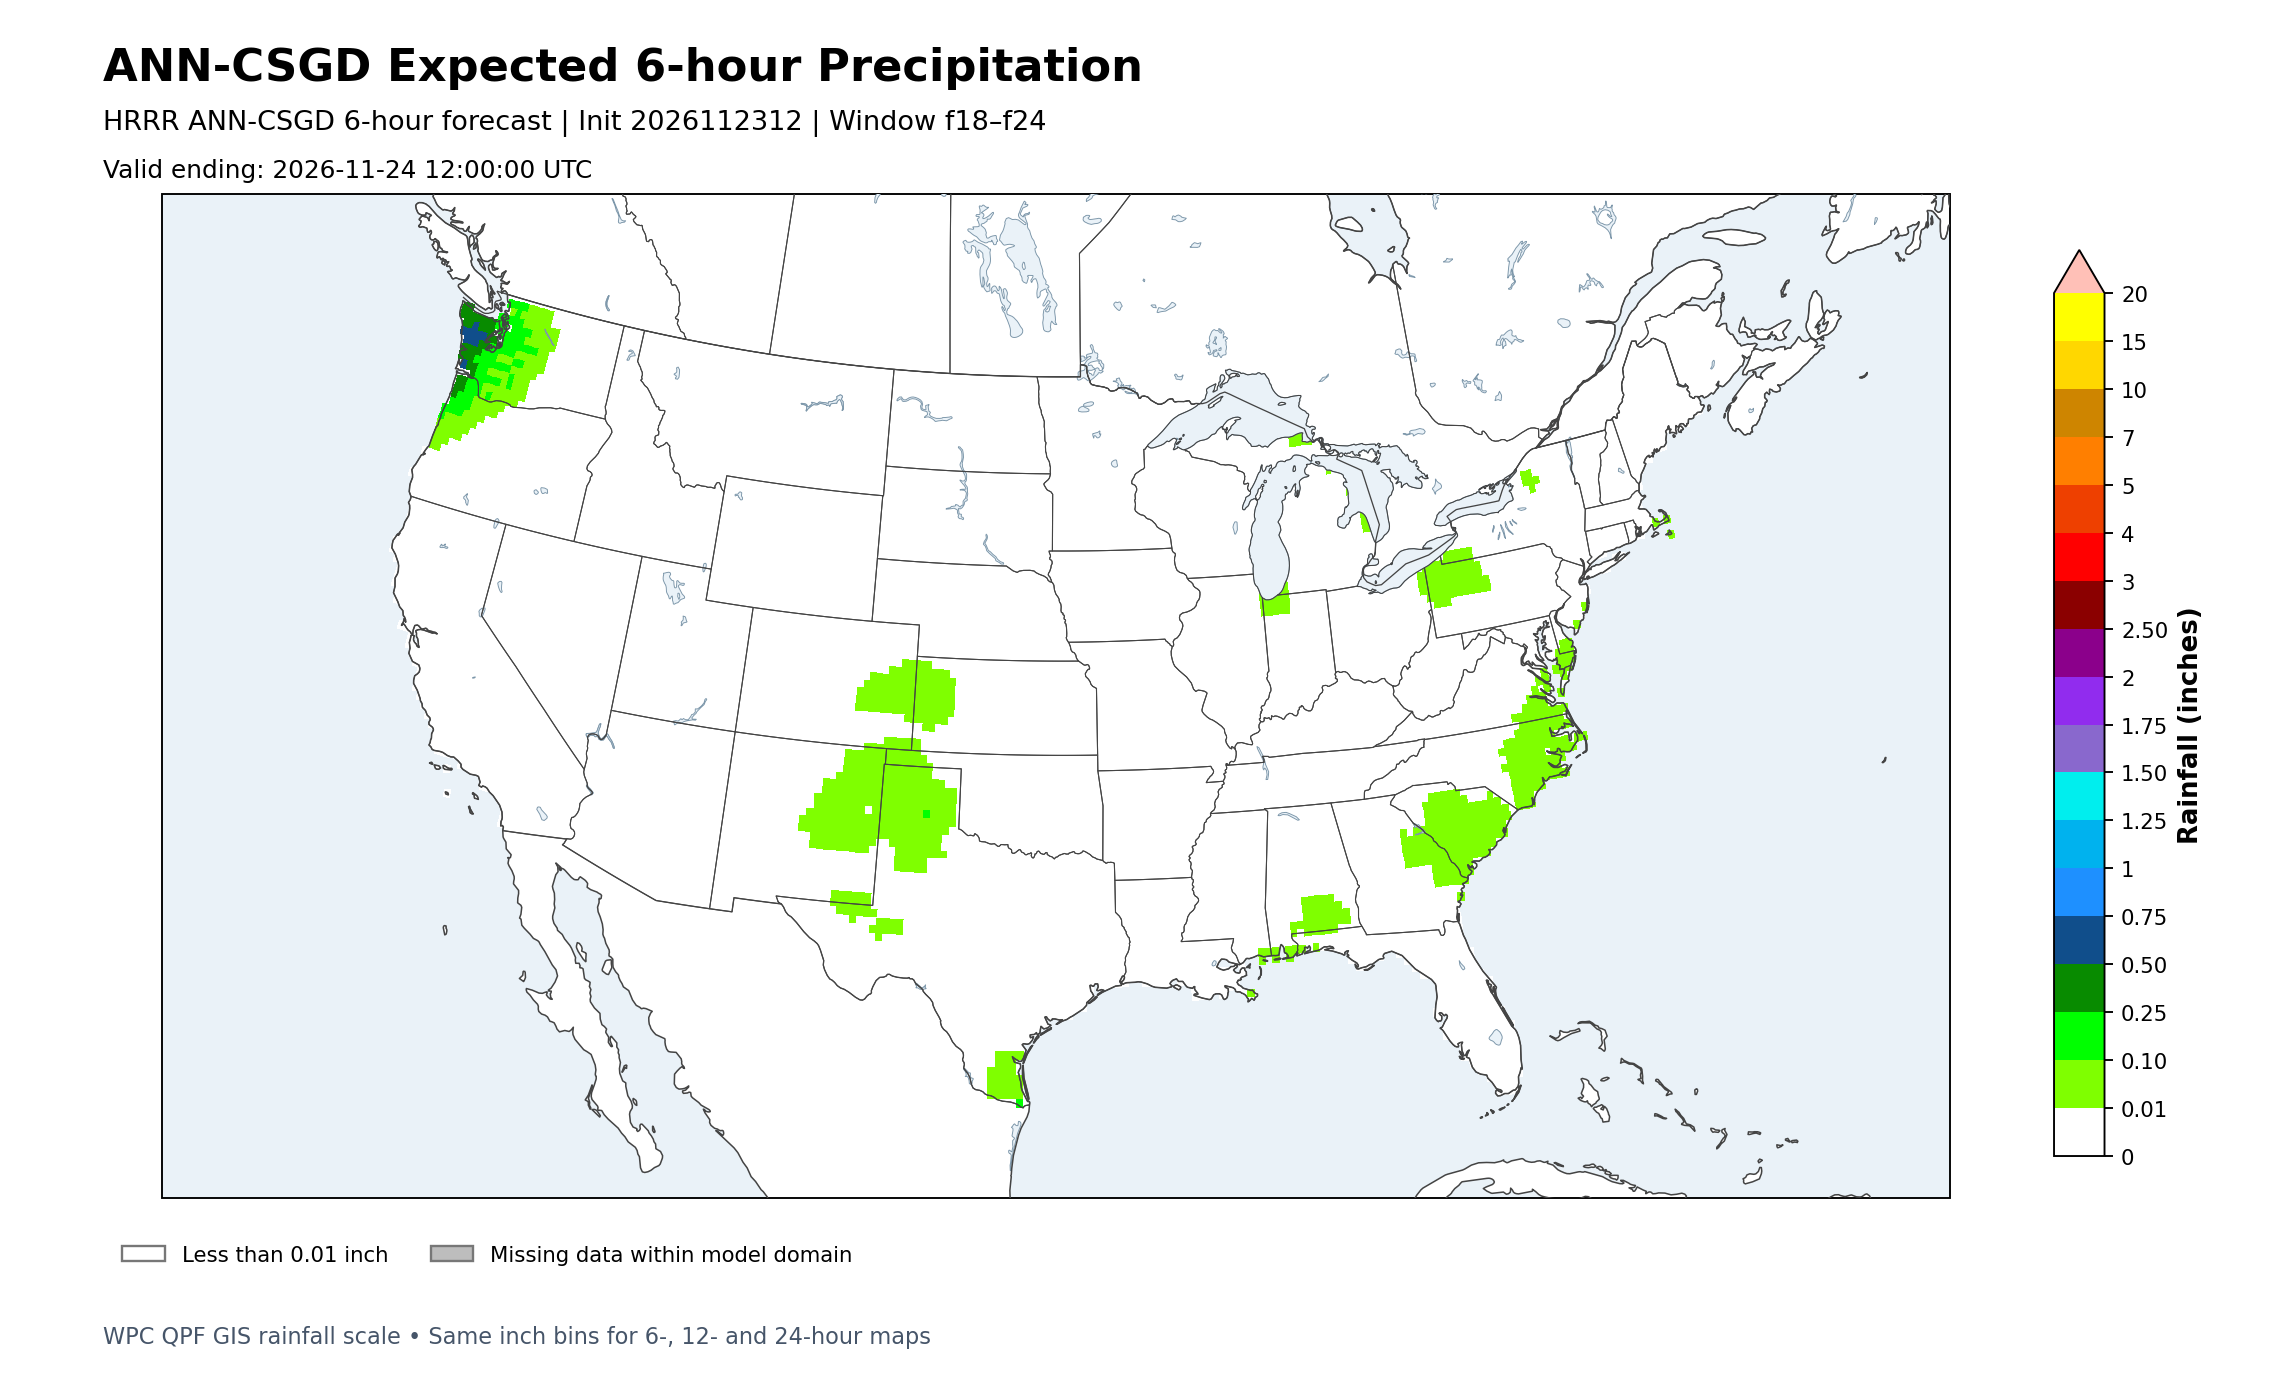 ANN-CSGD Expected 6-hour Precipitation
HRRR ANN-CSGD 6-hour forecast | Init 2026112312 | Window f18–f24
Valid ending: 2026-11-24 12:00:00 UTC
20
15
10
7
5
4
3
2.50
2
1.75
1.50
1.25
1
0.75
0.50
0.25
0.10
0.01
0
Rainfall (inches)
Less than 0.01 inch
Missing data within model domain
WPC QPF GIS rainfall scale • Same inch bins for 6-, 12- and 24-hour maps